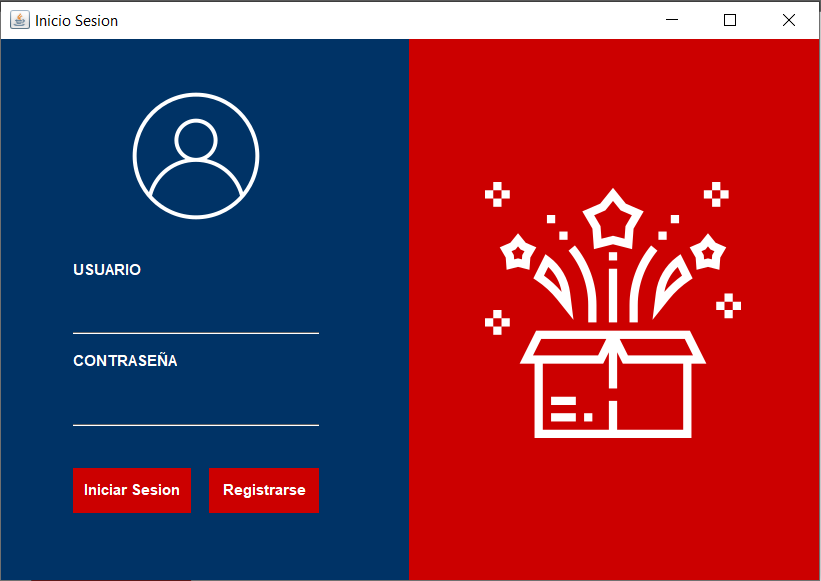 Inicio Sesion
USUARIO
CONTRASEÑA
Iniciar Sesion
Registrarse